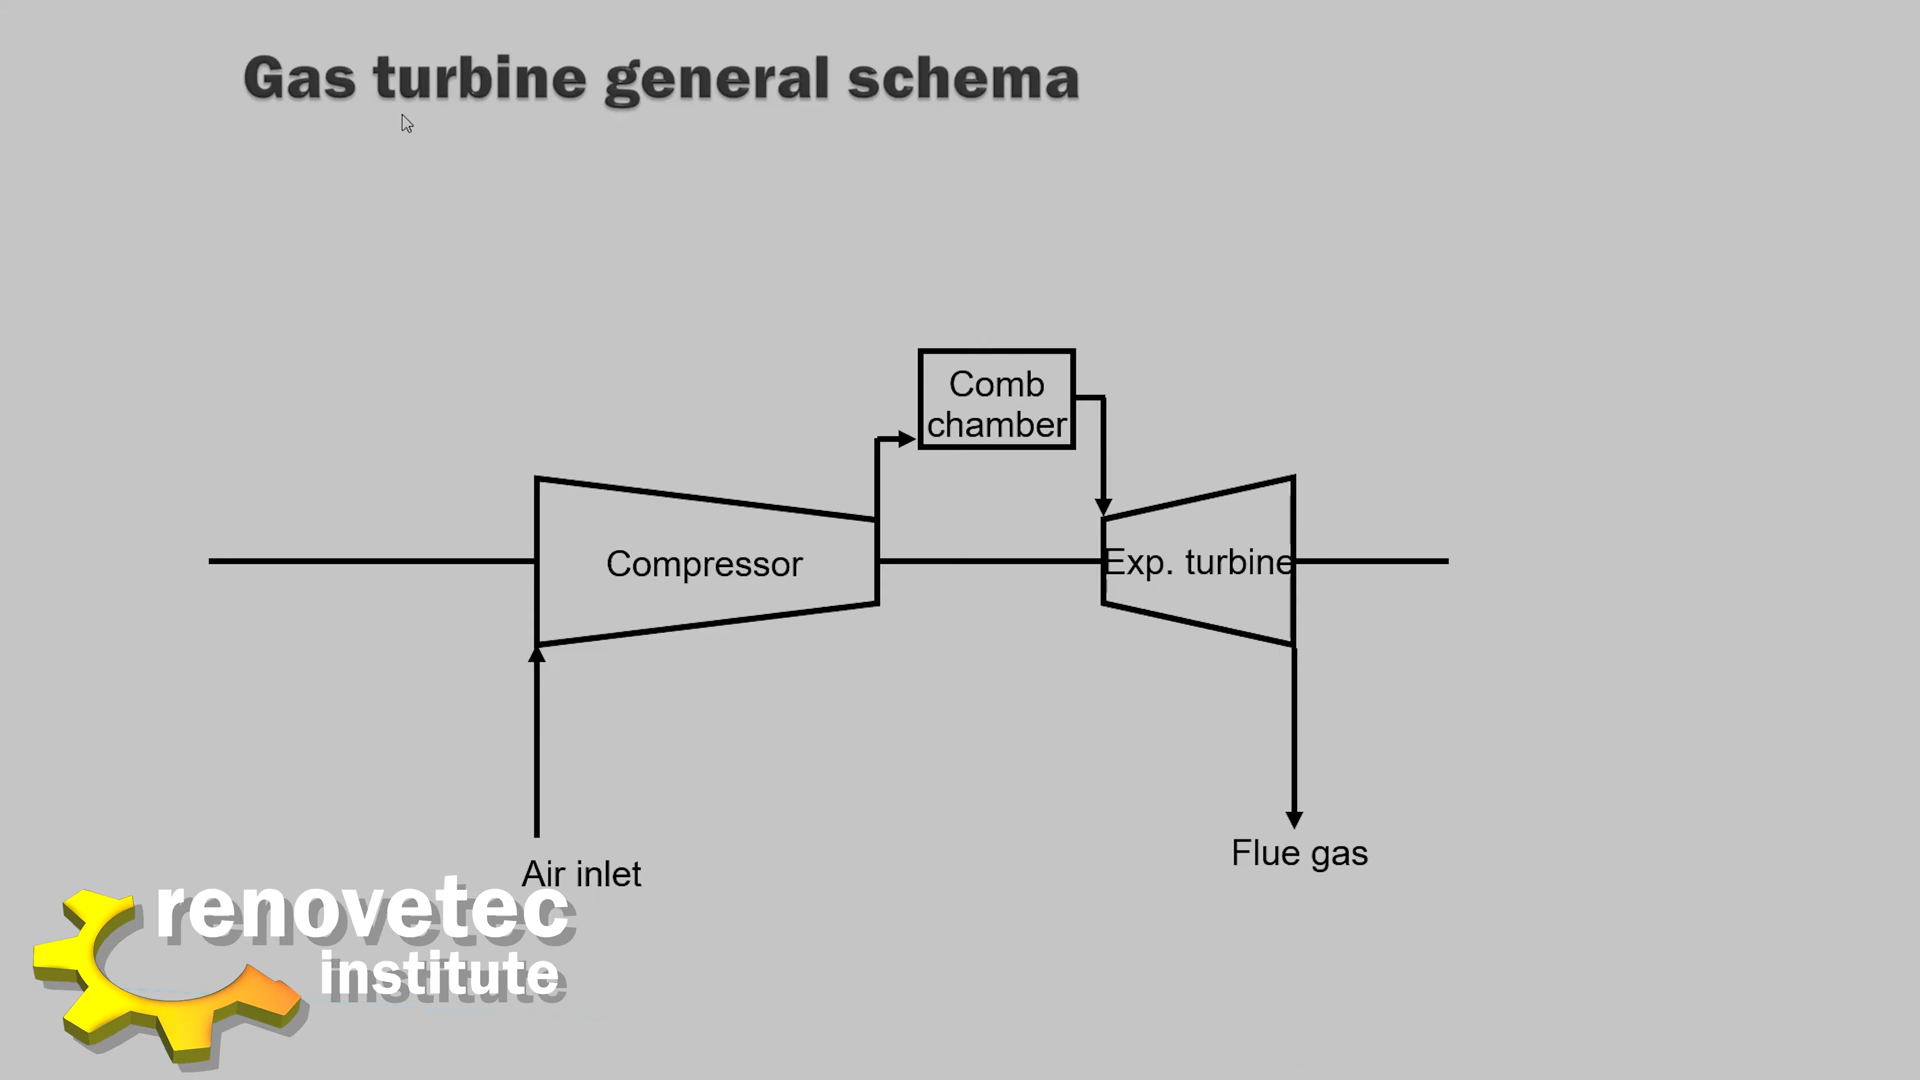 Gas turbine general schema
Comb
chamber
Compressor
Exp. turbine
Flue gas
Air inlet
renovetec
institute